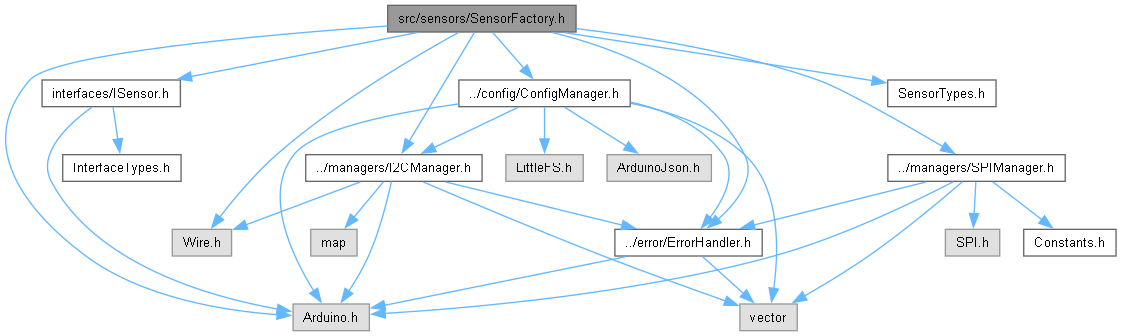 src/sensors/SensorFactory.h
interfaces/ISensor.h
../config/ConfigManager.h
SensorTypes.h
InterfaceTypes.h
../managers/I2CManager.h
LittleFS.h
ArduinoJson.h
../managers/SPIManager.h
Wire.h
map
../error/ErrorHandler.h
SPI.h
Constants.h
Arduino.h
vector